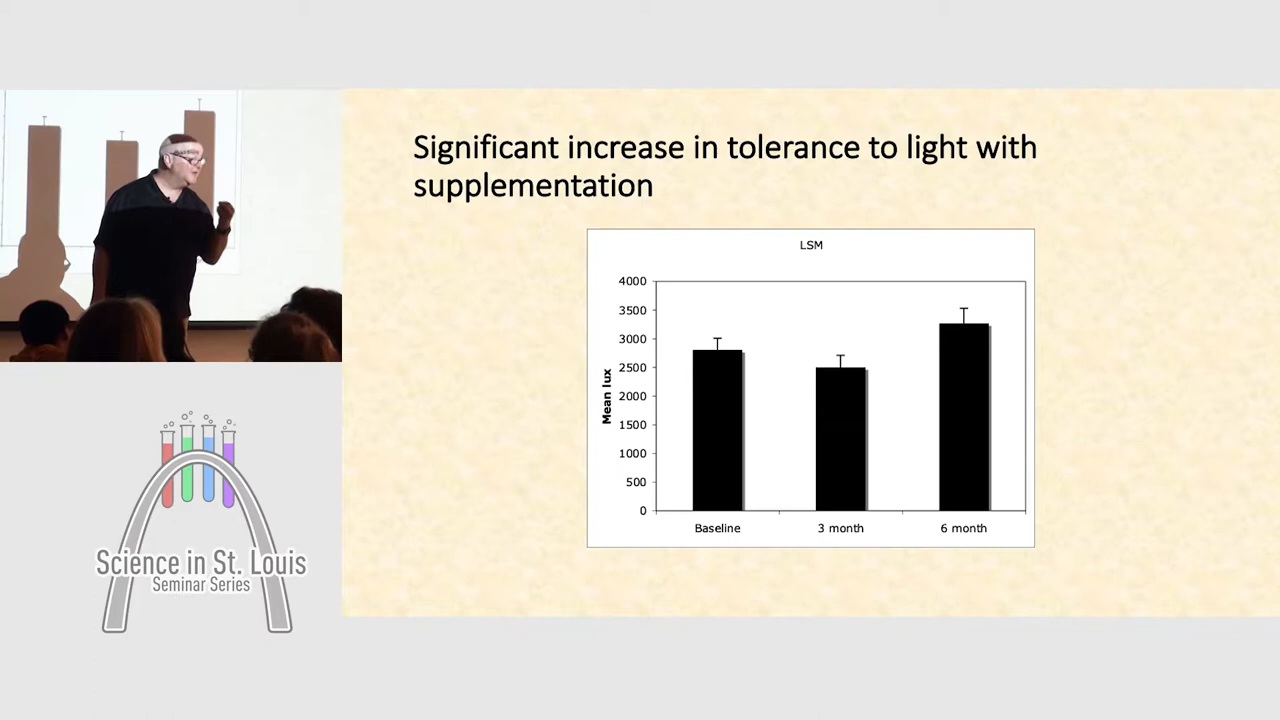 Significant increase in tolerance to light with
supplementation
LSM
4000
3500
3000
2500
2000
1500
1000
500
0
Mean lux
Baseline
3 month
6 month
Science in St. Louis
Seminar Series